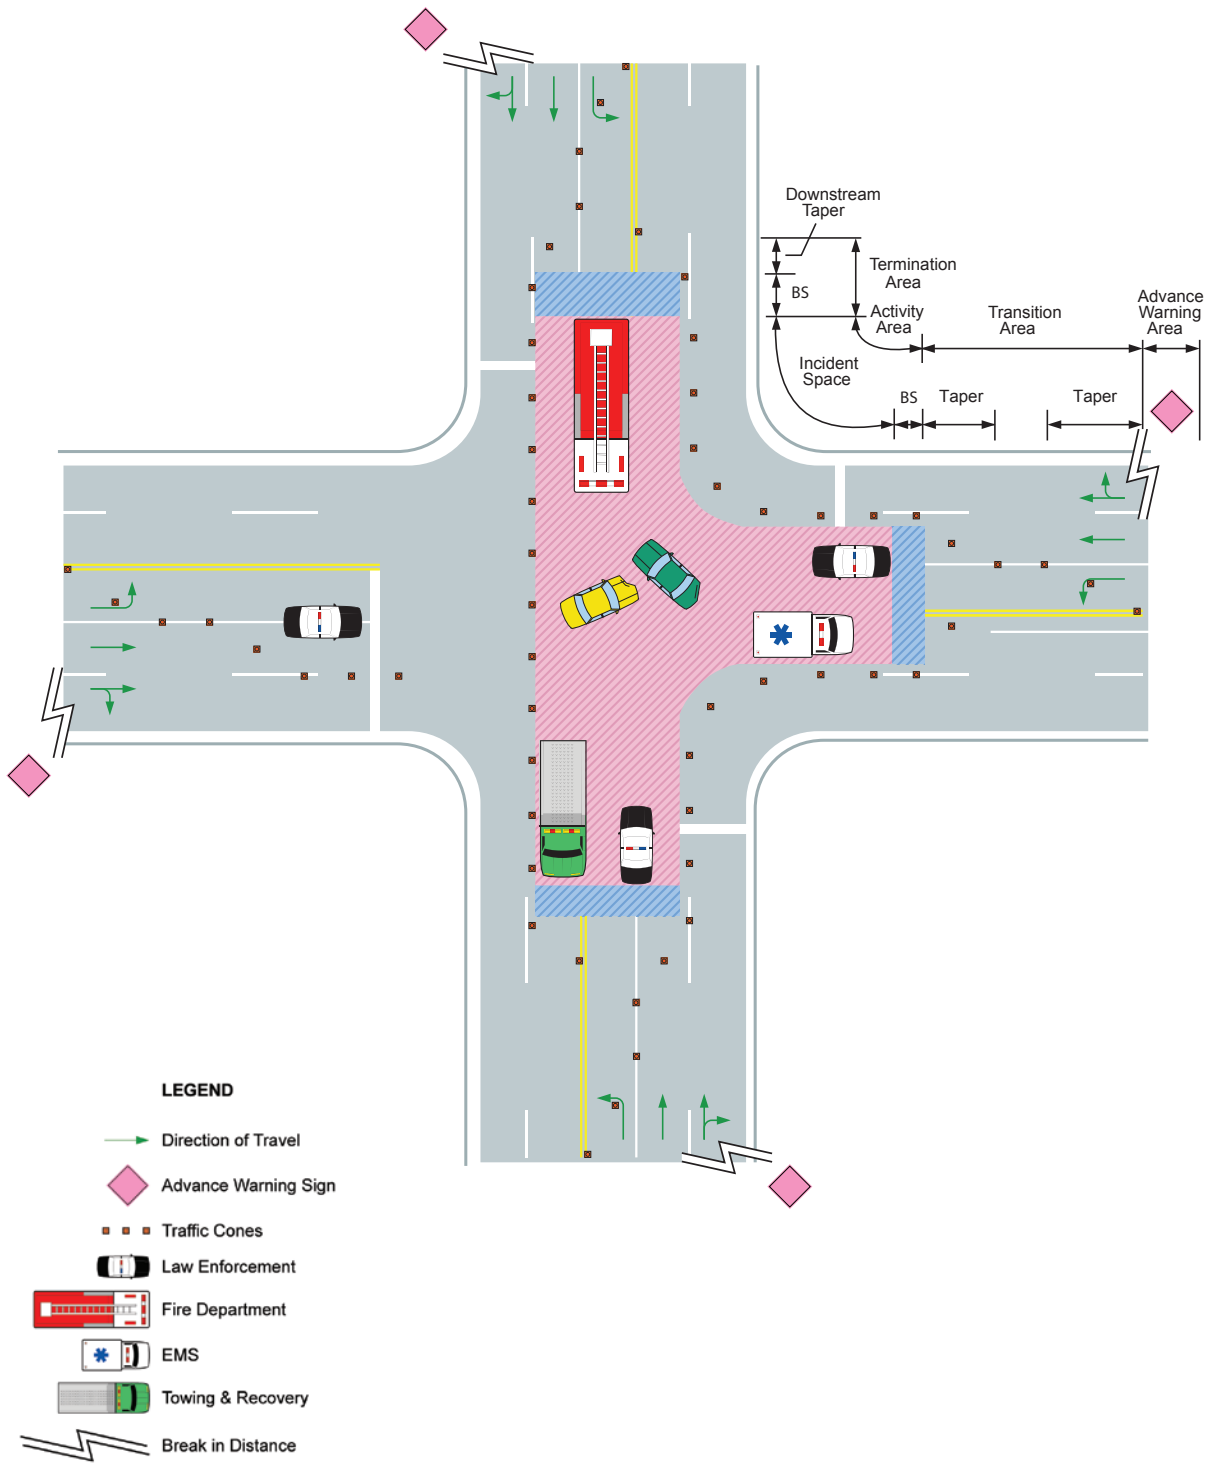 Downstream
Taper
BS
Termination
Area
Activity
Area
Transition
Area
Advance
Warning
Area
Incident
Space
BS
Taper
Taper
LEGEND
Direction of Travel
Advance Warning Sign
Traffic Cones
Law Enforcement
Fire Department
EMS
Towing & Recovery
Break in Distance